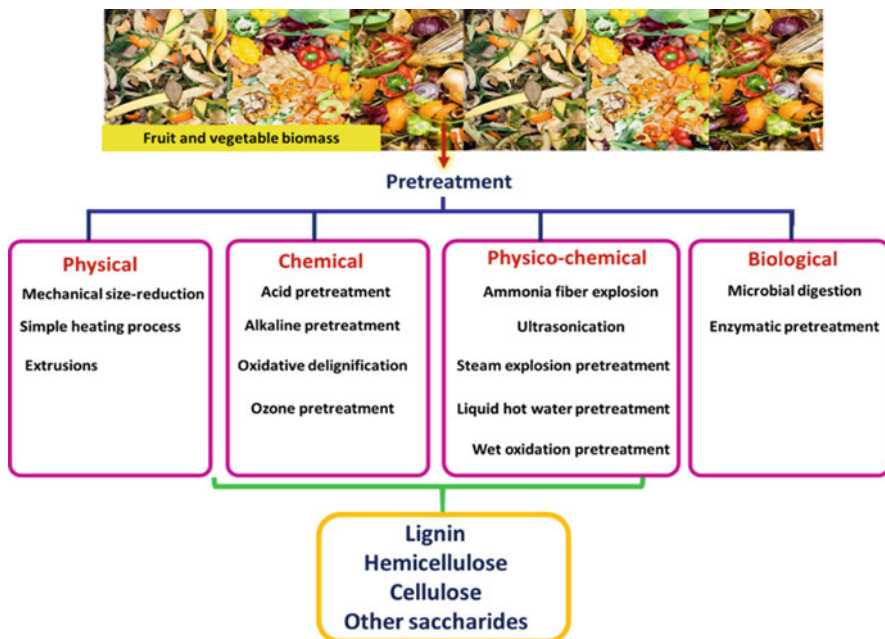 Fruit and vegetable biomass
Pretreatment
Physical
Mechanical size-reduction
Simple heating process
Extrusions
Chemical
Acid pretreatment
Alkaline pretreatment
Oxidative delignification
Ozone pretreatment
Physico-chemical
Ammonia fiber explosion
Ultrasonication
Steam explosion pretreatment
Liquid hot water pretreatment
Wet oxidation pretreatment
Biological
Microbial digestion
Enzymatic pretreatment
Lignin
Hemicellulose
Cellulose
Other saccharides